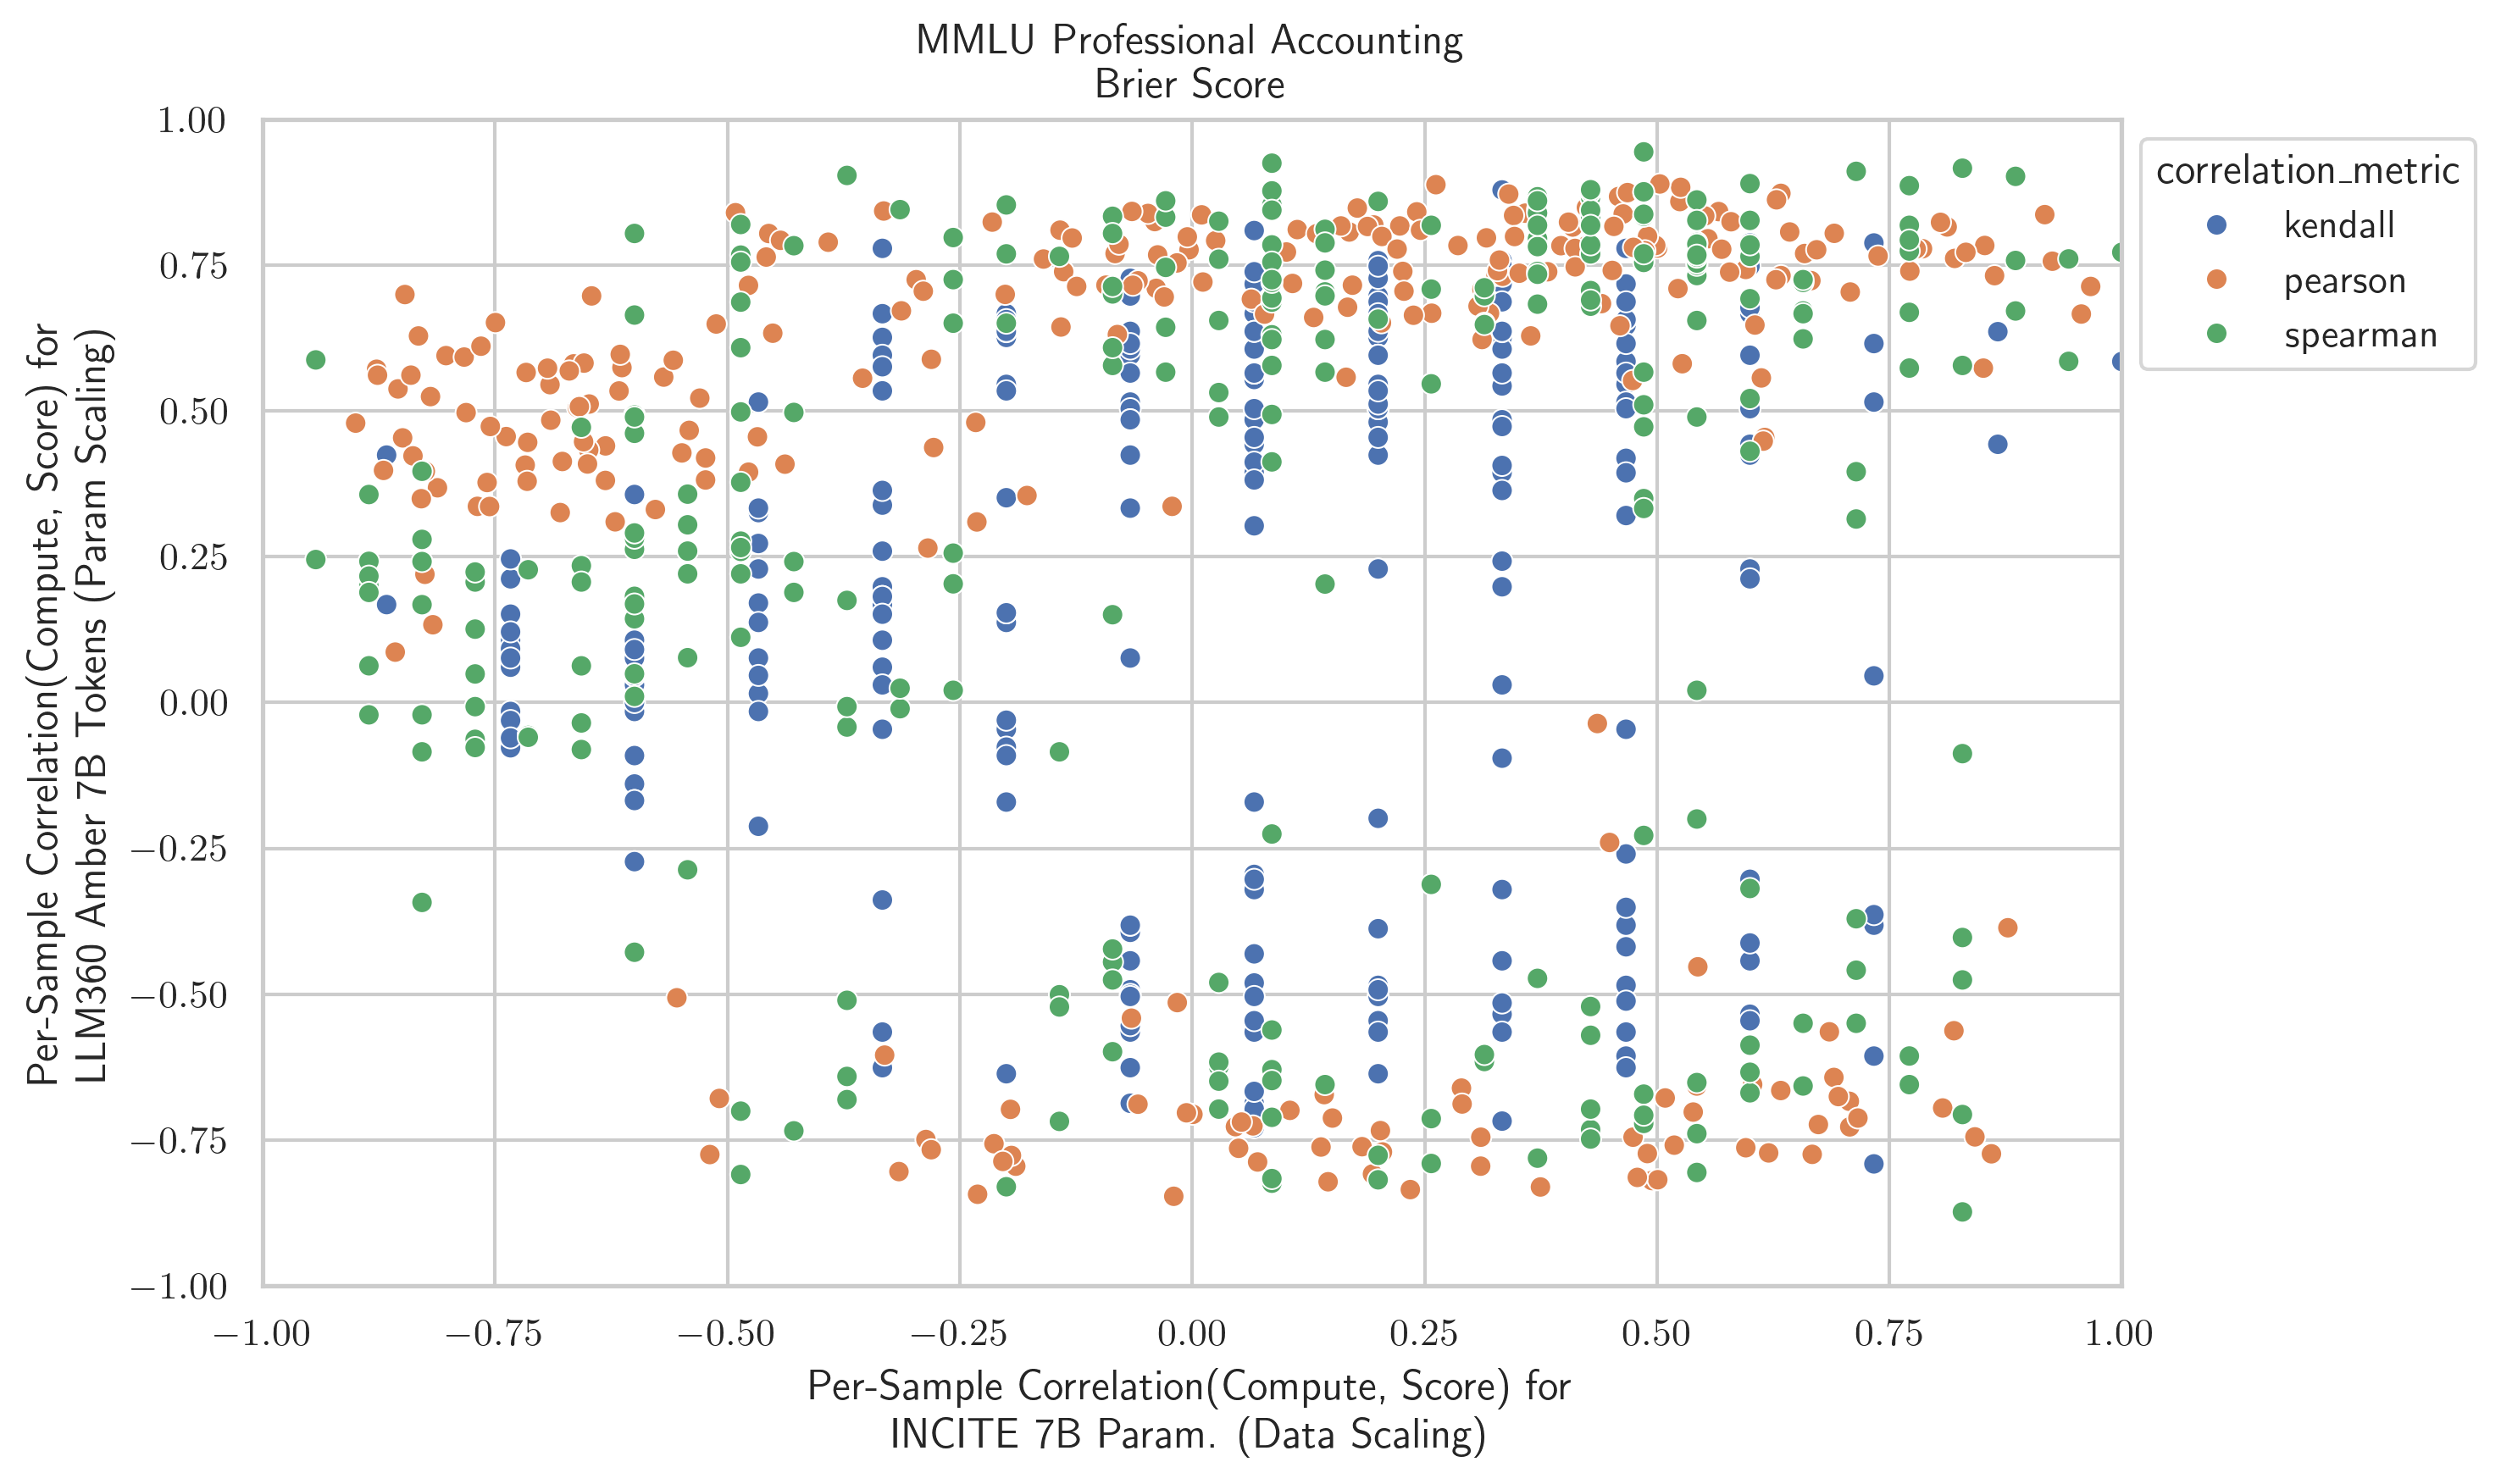 MMLU Professional Accounting
Brier Score
1.00
0.75
0.50
0.25
0.00
−0.25
−0.50
−0.75
−1.00
Per-Sample Correlation(Compute, Score) for
LLM360 Amber 7B Tokens (Param Scaling)
correlation_metric
kendall
pearson
spearman
−1.00 −0.75 −0.50 −0.25 0.00 0.25 0.50 0.75 1.00
Per-Sample Correlation(Compute, Score) for
INCITE 7B Param. (Data Scaling)